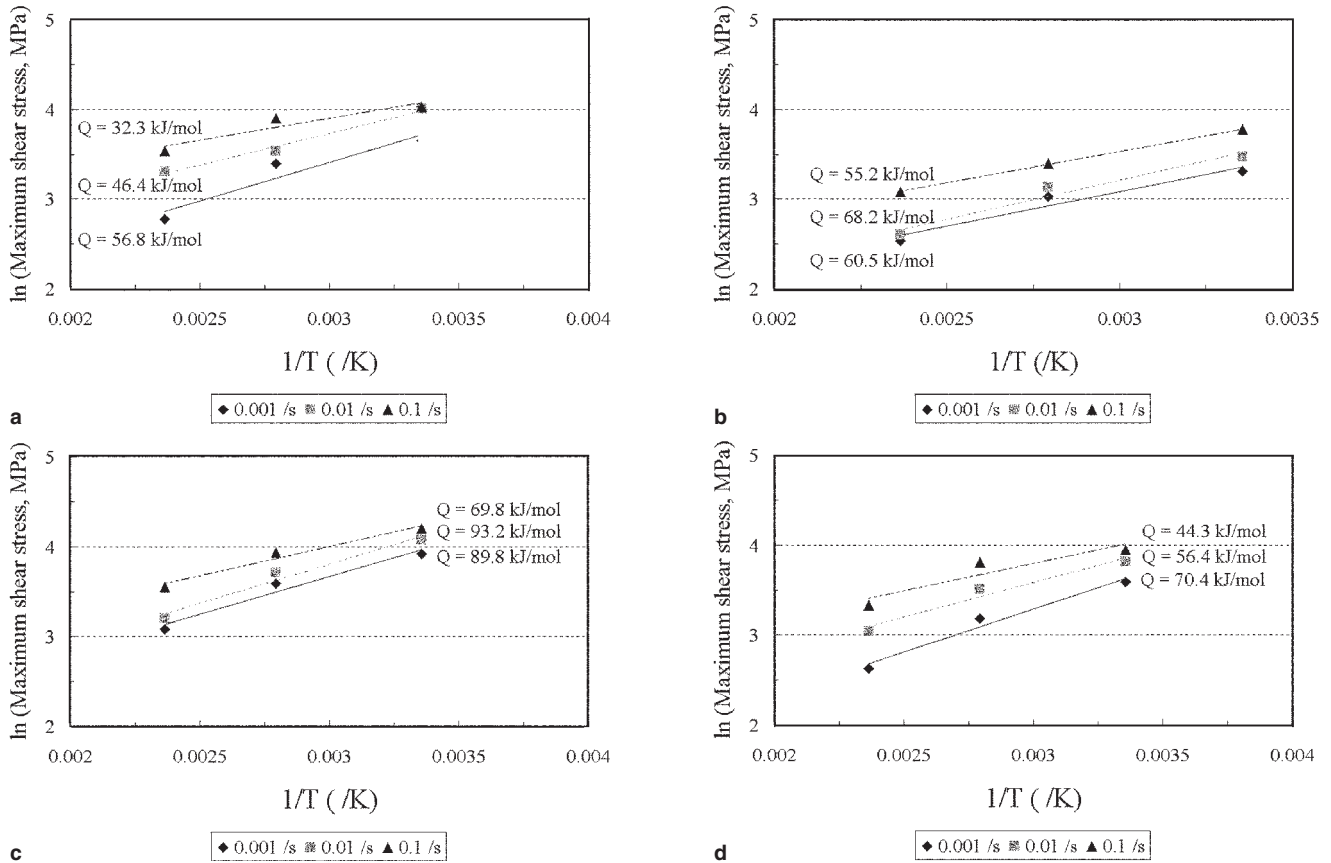 ln (Maximum shear stress, MPa)
5
4
3
2
Q = 32.3 kJ/mol
Q = 46.4 kJ/mol
Q = 56.8 kJ/mol
0.002
0.0025
0.003
0.0035
0.004
1/T ( /K)
0.001 /s
0.01 /s
0.1 /s
a
ln (Maximum shear stress, MPa)
5
4
3
2
Q = 55.2 kJ/mol
Q = 68.2 kJ/mol
Q = 60.5 kJ/mol
0.002
0.0025
0.003
0.0035
1/T ( /K)
0.001 /s
0.01 /s
0.1 /s
b
ln (Maximum shear stress, MPa)
5
4
3
2
Q = 69.8 kJ/mol
Q = 93.2 kJ/mol
Q = 89.8 kJ/mol
0.002
0.0025
0.003
0.0035
0.004
1/T ( /K)
0.001 /s
0.01 /s
0.1 /s
c
ln (Maximum shear stress, MPa)
5
4
3
2
Q = 44.3 kJ/mol
Q = 56.4 kJ/mol
Q = 70.4 kJ/mol
0.002
0.0025
0.003
0.0035
0.004
1/T ( /K)
0.001 /s
0.01 /s
0.1 /s
d